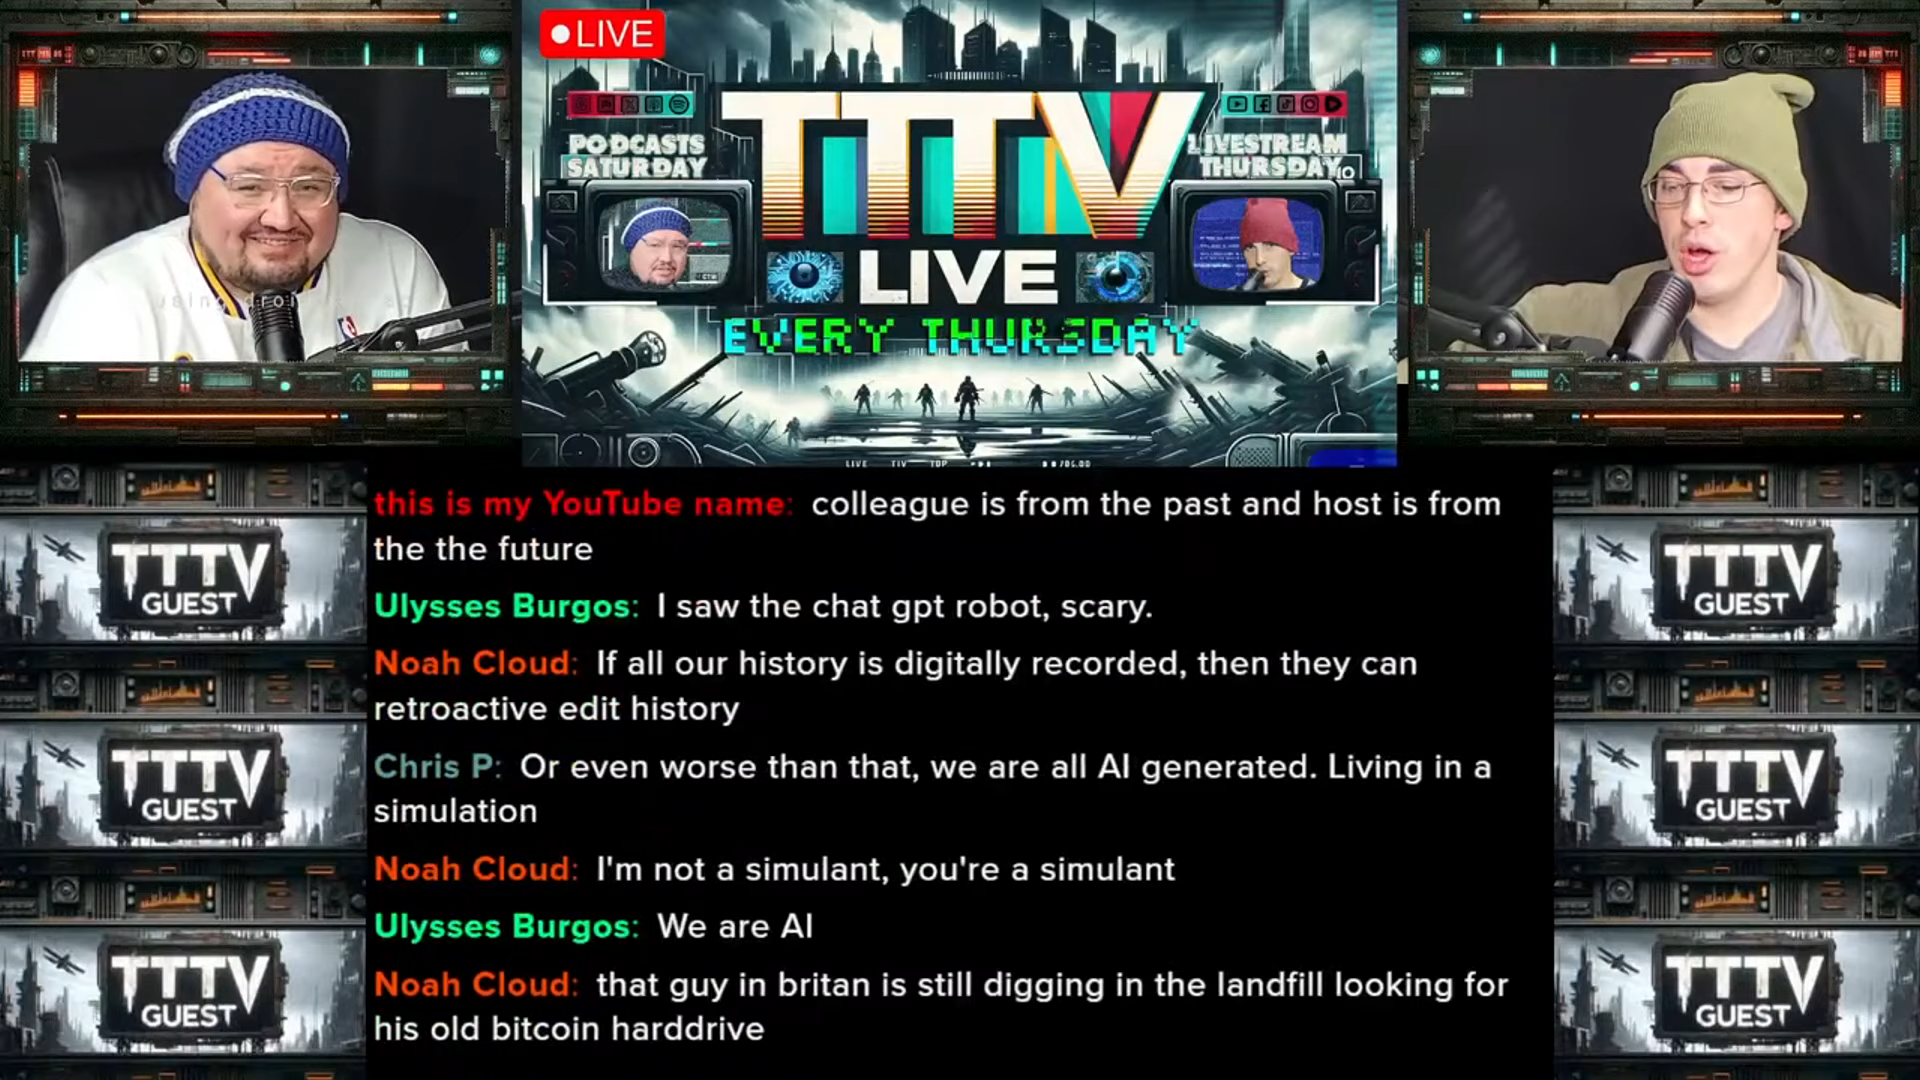 LIVE
PODCASTS
SATURDAY
TTTV
LIVESTREAM
THURSDAY
LIVE
EVERY THURSDAY
this is my YouTube name: colleague is from the past and host is from
the the future
Ulysses Burgos: I saw the chat gpt robot, scary.
Noah Cloud: If all our history is digitally recorded, then they can
retroactive edit history
Chris P: Or even worse than that, we are all AI generated. Living in a
simulation
Noah Cloud: I'm not a simulant, you're a simulant
Ulysses Burgos: We are AI
Noah Cloud: that guy in britan is still digging in the landfill looking for
his old bitcoin harddrive
TTTV
GUEST
TTTV
GUEST
TTTV
GUEST
TTTV
GUEST
TTTV
GUEST
TTTV
GUEST